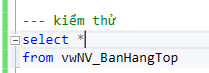 --- kiểm thử
select *
from vwNV_BanHangTop